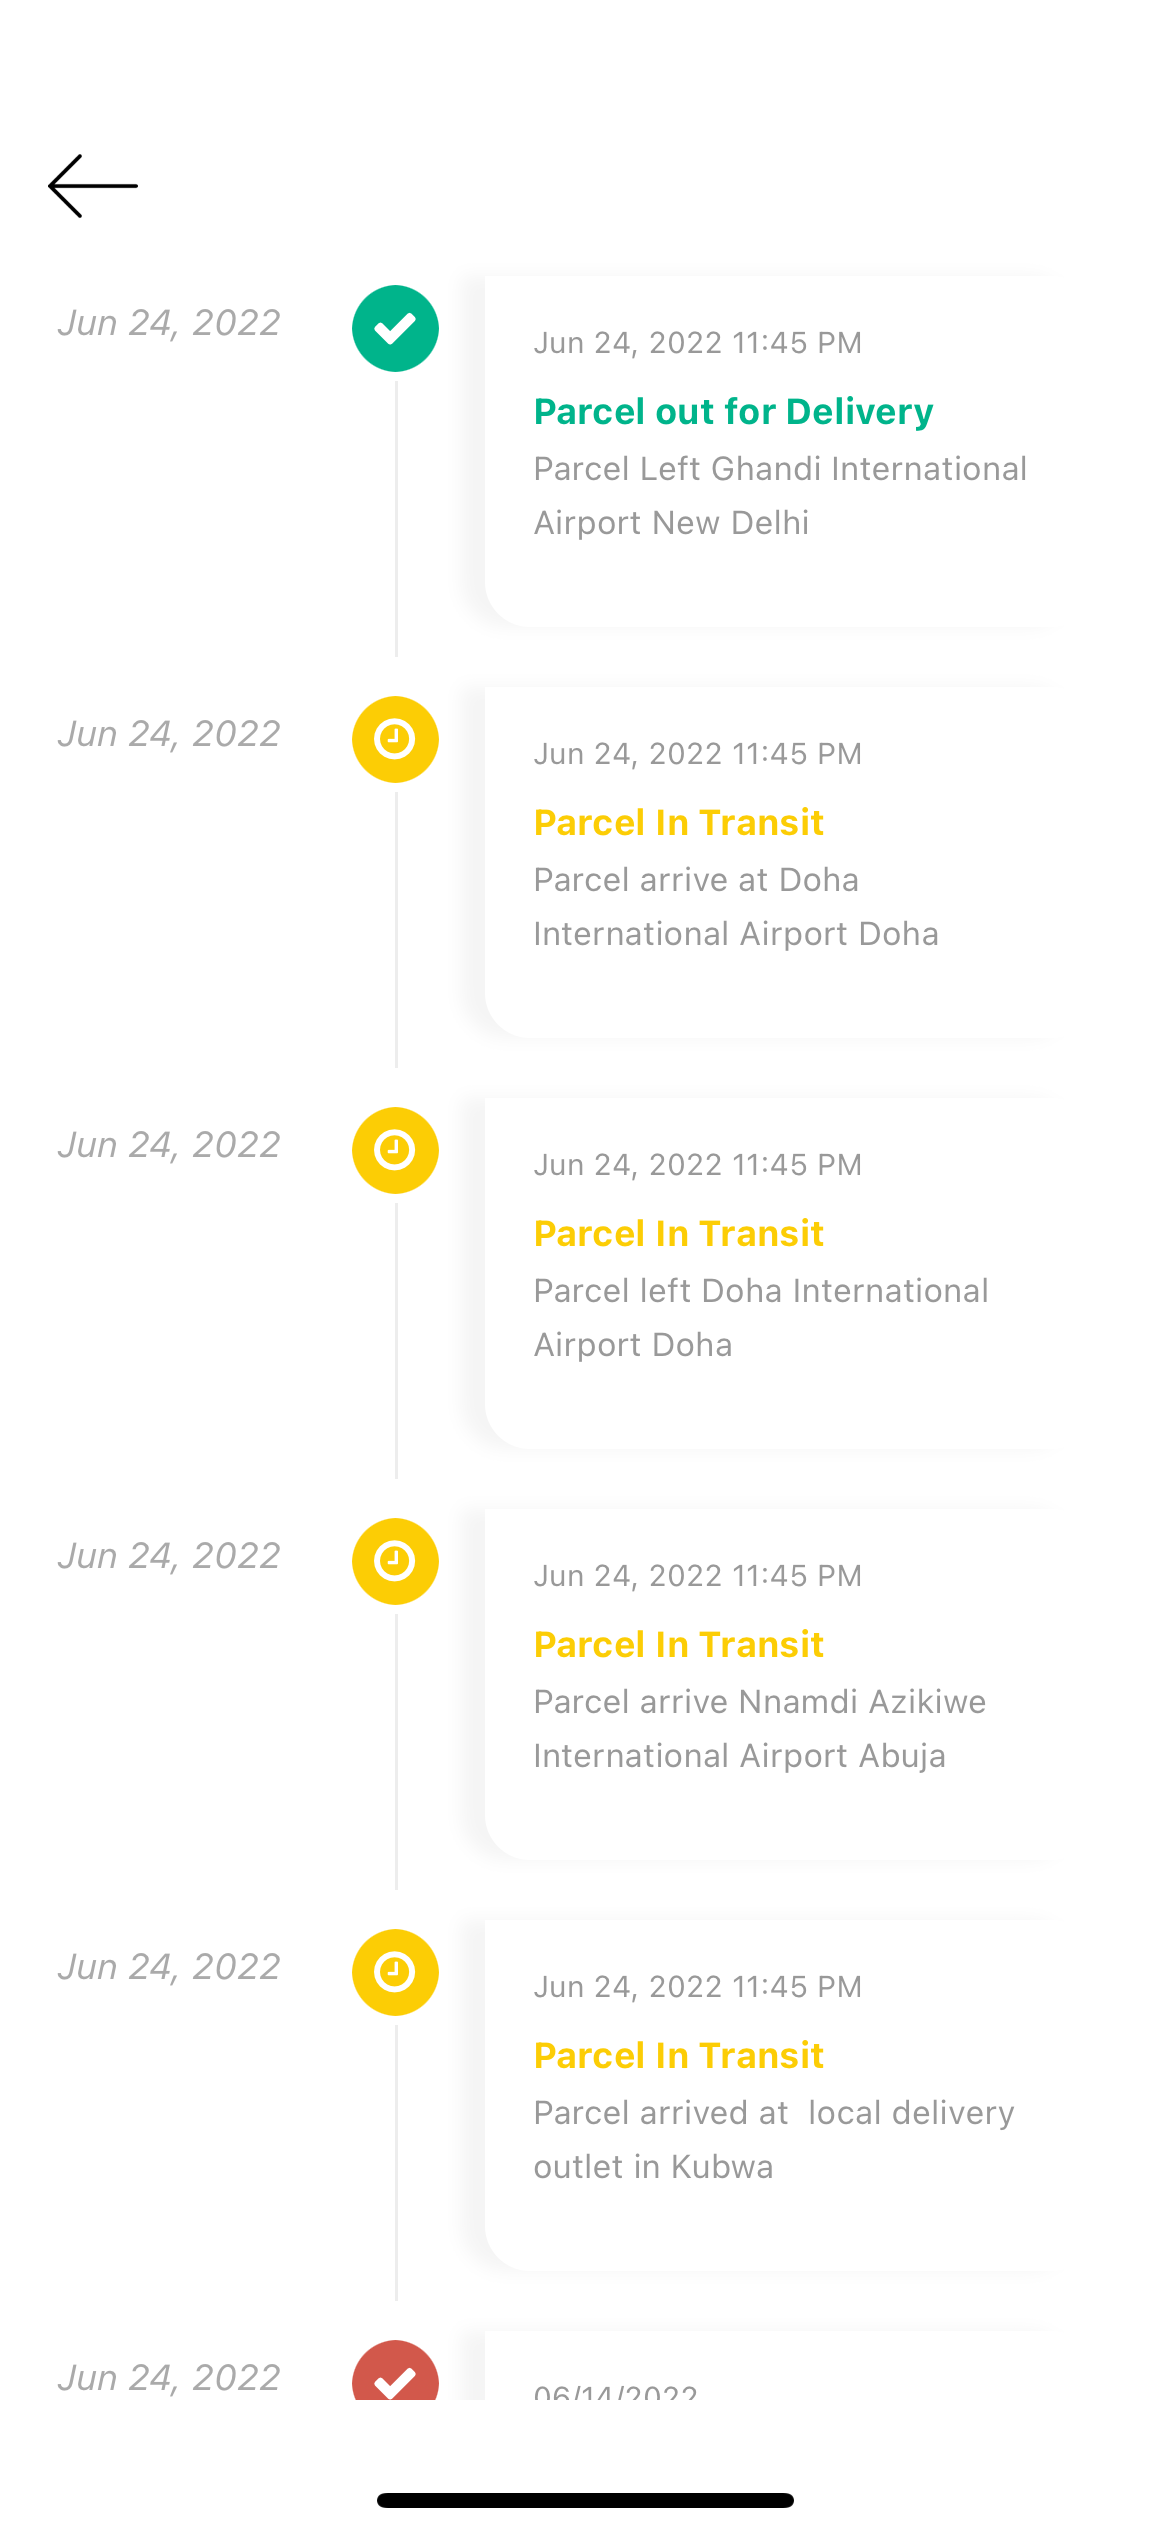 Jun 24, 2022
Jun 24, 2022 11:45 PM
Parcel out for Delivery
Parcel Left Ghandi International
Airport New Delhi
Jun 24, 2022
Jun 24, 2022 11:45 PM
Parcel In Transit
Parcel arrive at Doha
International Airport Doha
Jun 24, 2022
Jun 24, 2022 11:45 PM
Parcel In Transit
Parcel left Doha International
Airport Doha
Jun 24, 2022
Jun 24, 2022 11:45 PM
Parcel In Transit
Parcel arrive Nnamdi Azikiwe
International Airport Abuja
Jun 24, 2022
Jun 24, 2022 11:45 PM
Parcel In Transit
Parcel arrived at  local delivery
outlet in Kubwa
Jun 24, 2022
06/14/2022